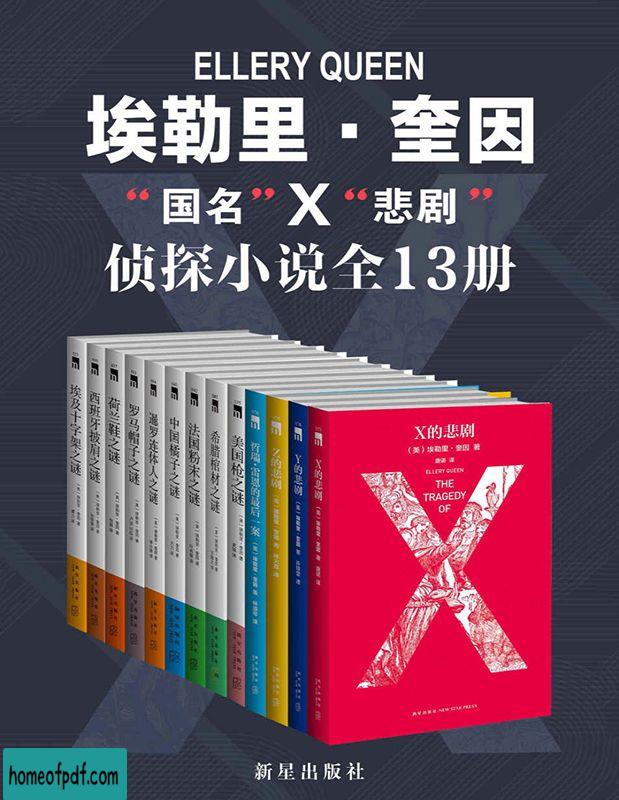 ELLERY QUEEN
埃勒里·奎因
“国名”X“悲剧”
侦探小说全13册
埃及十字架之谜
西班牙披肩之谜
荷兰鞋之谜
罗马帽子之谜
暹罗连体人之谜
中国橘子之谜
法国粉末之谜
希腊棺材之谜
美国枪之谜
哲瑞·雷恩的最后一案
Z的悲剧
Y的悲剧
X的悲剧
X的悲剧
(美)埃勒里·奎因 著
唐诺 译
ELLERY QUEEN
THE
TRAGEDY
OF
X
新星出版社 NEW STAR PRESS
新星出版社
homeofpdf.com